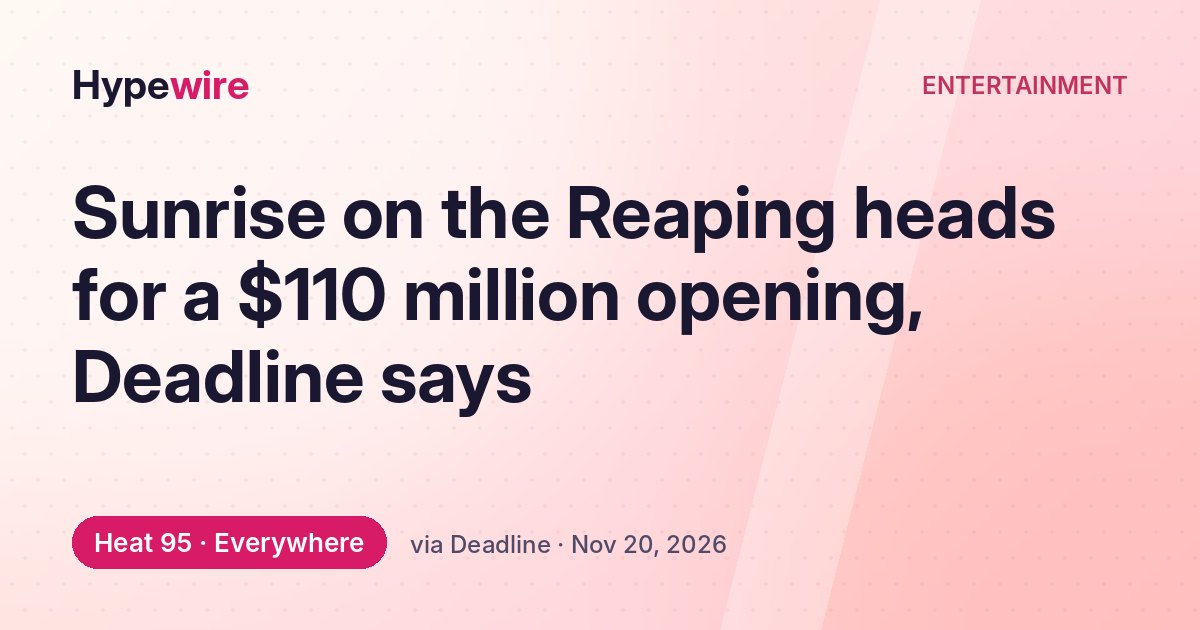 Hypewire
ENTERTAINMENT
Sunrise on the Reaping heads
for a $110 million opening,
Deadline says
Heat 95 · Everywhere
via Deadline · Nov 20, 2026